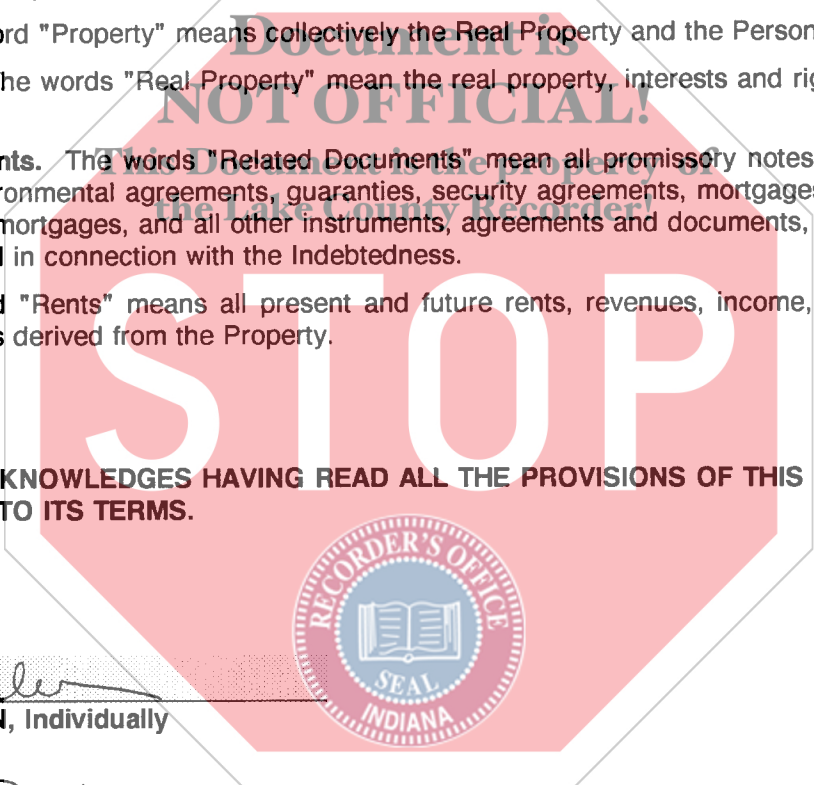 ord "Property" means collectively the Real Property and the Person
Document is
he words "Real Property" mean the real property, interests and rig
NOT OFFICIAL!
nts. The words "Related Documents" mean all promissory notes
This Document is the property of
ronmental agreements, guaranties, security agreements, mortgages
the Lake County Recorder!
mortgages, and all other instruments, agreements and documents,
in connection with the Indebtedness.
"Rents" means all present and future rents, revenues, income,
s derived from the Property.
STOP
KNOWLEDGES HAVING READ ALL THE PROVISIONS OF THIS
TO ITS TERMS.
RECORDER'S OFFICE
SEAL
INDIANA
, Individually